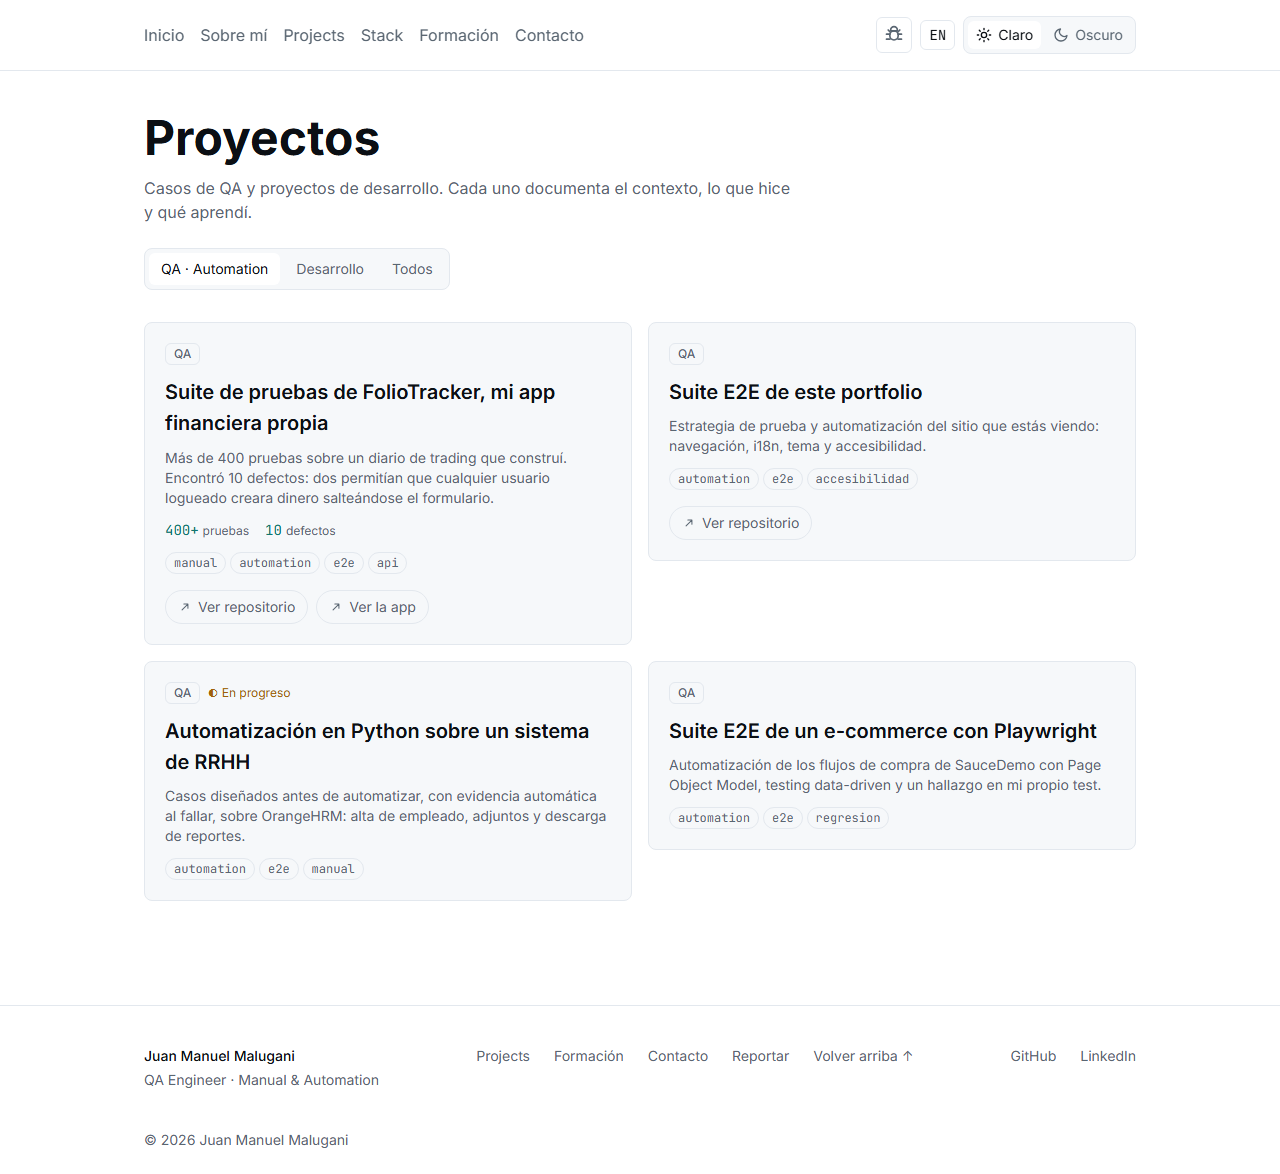 Inicio Sobre mí Projects Stack Formación Contacto EN Claro Oscuro
Proyectos
Casos de QA y proyectos de desarrollo. Cada uno documenta el contexto, lo que hice
y qué aprendí.
QA · Automation Desarrollo Todos
QA
Suite de pruebas de FolioTracker, mi app
financiera propia
Más de 400 pruebas sobre un diario de trading que construí.
Encontró 10 defectos: dos permitían que cualquier usuario
logueado creara dinero salteándose el formulario.
400+ pruebas 10 defectos
manual automation e2e api
↗ Ver repositorio ↗ Ver la app
QA
Suite E2E de este portfolio
Estrategia de prueba y automatización del sitio que estás viendo:
navegación, i18n, tema y accesibilidad.
automation e2e accesibilidad
↗ Ver repositorio
QA ◐ En progreso
Automatización en Python sobre un sistema
de RRHH
Casos diseñados antes de automatizar, con evidencia automática
al fallar, sobre OrangeHRM: alta de empleado, adjuntos y descarga
de reportes.
automation e2e manual
QA
Suite E2E de un e-commerce con Playwright
Automatización de los flujos de compra de SauceDemo con Page
Object Model, testing data-driven y un hallazgo en mi propio test.
automation e2e regresion
Juan Manuel Malugani
QA Engineer · Manual & Automation
Projects Formación Contacto Reportar Volver arriba ↑
GitHub LinkedIn
© 2026 Juan Manuel Malugani